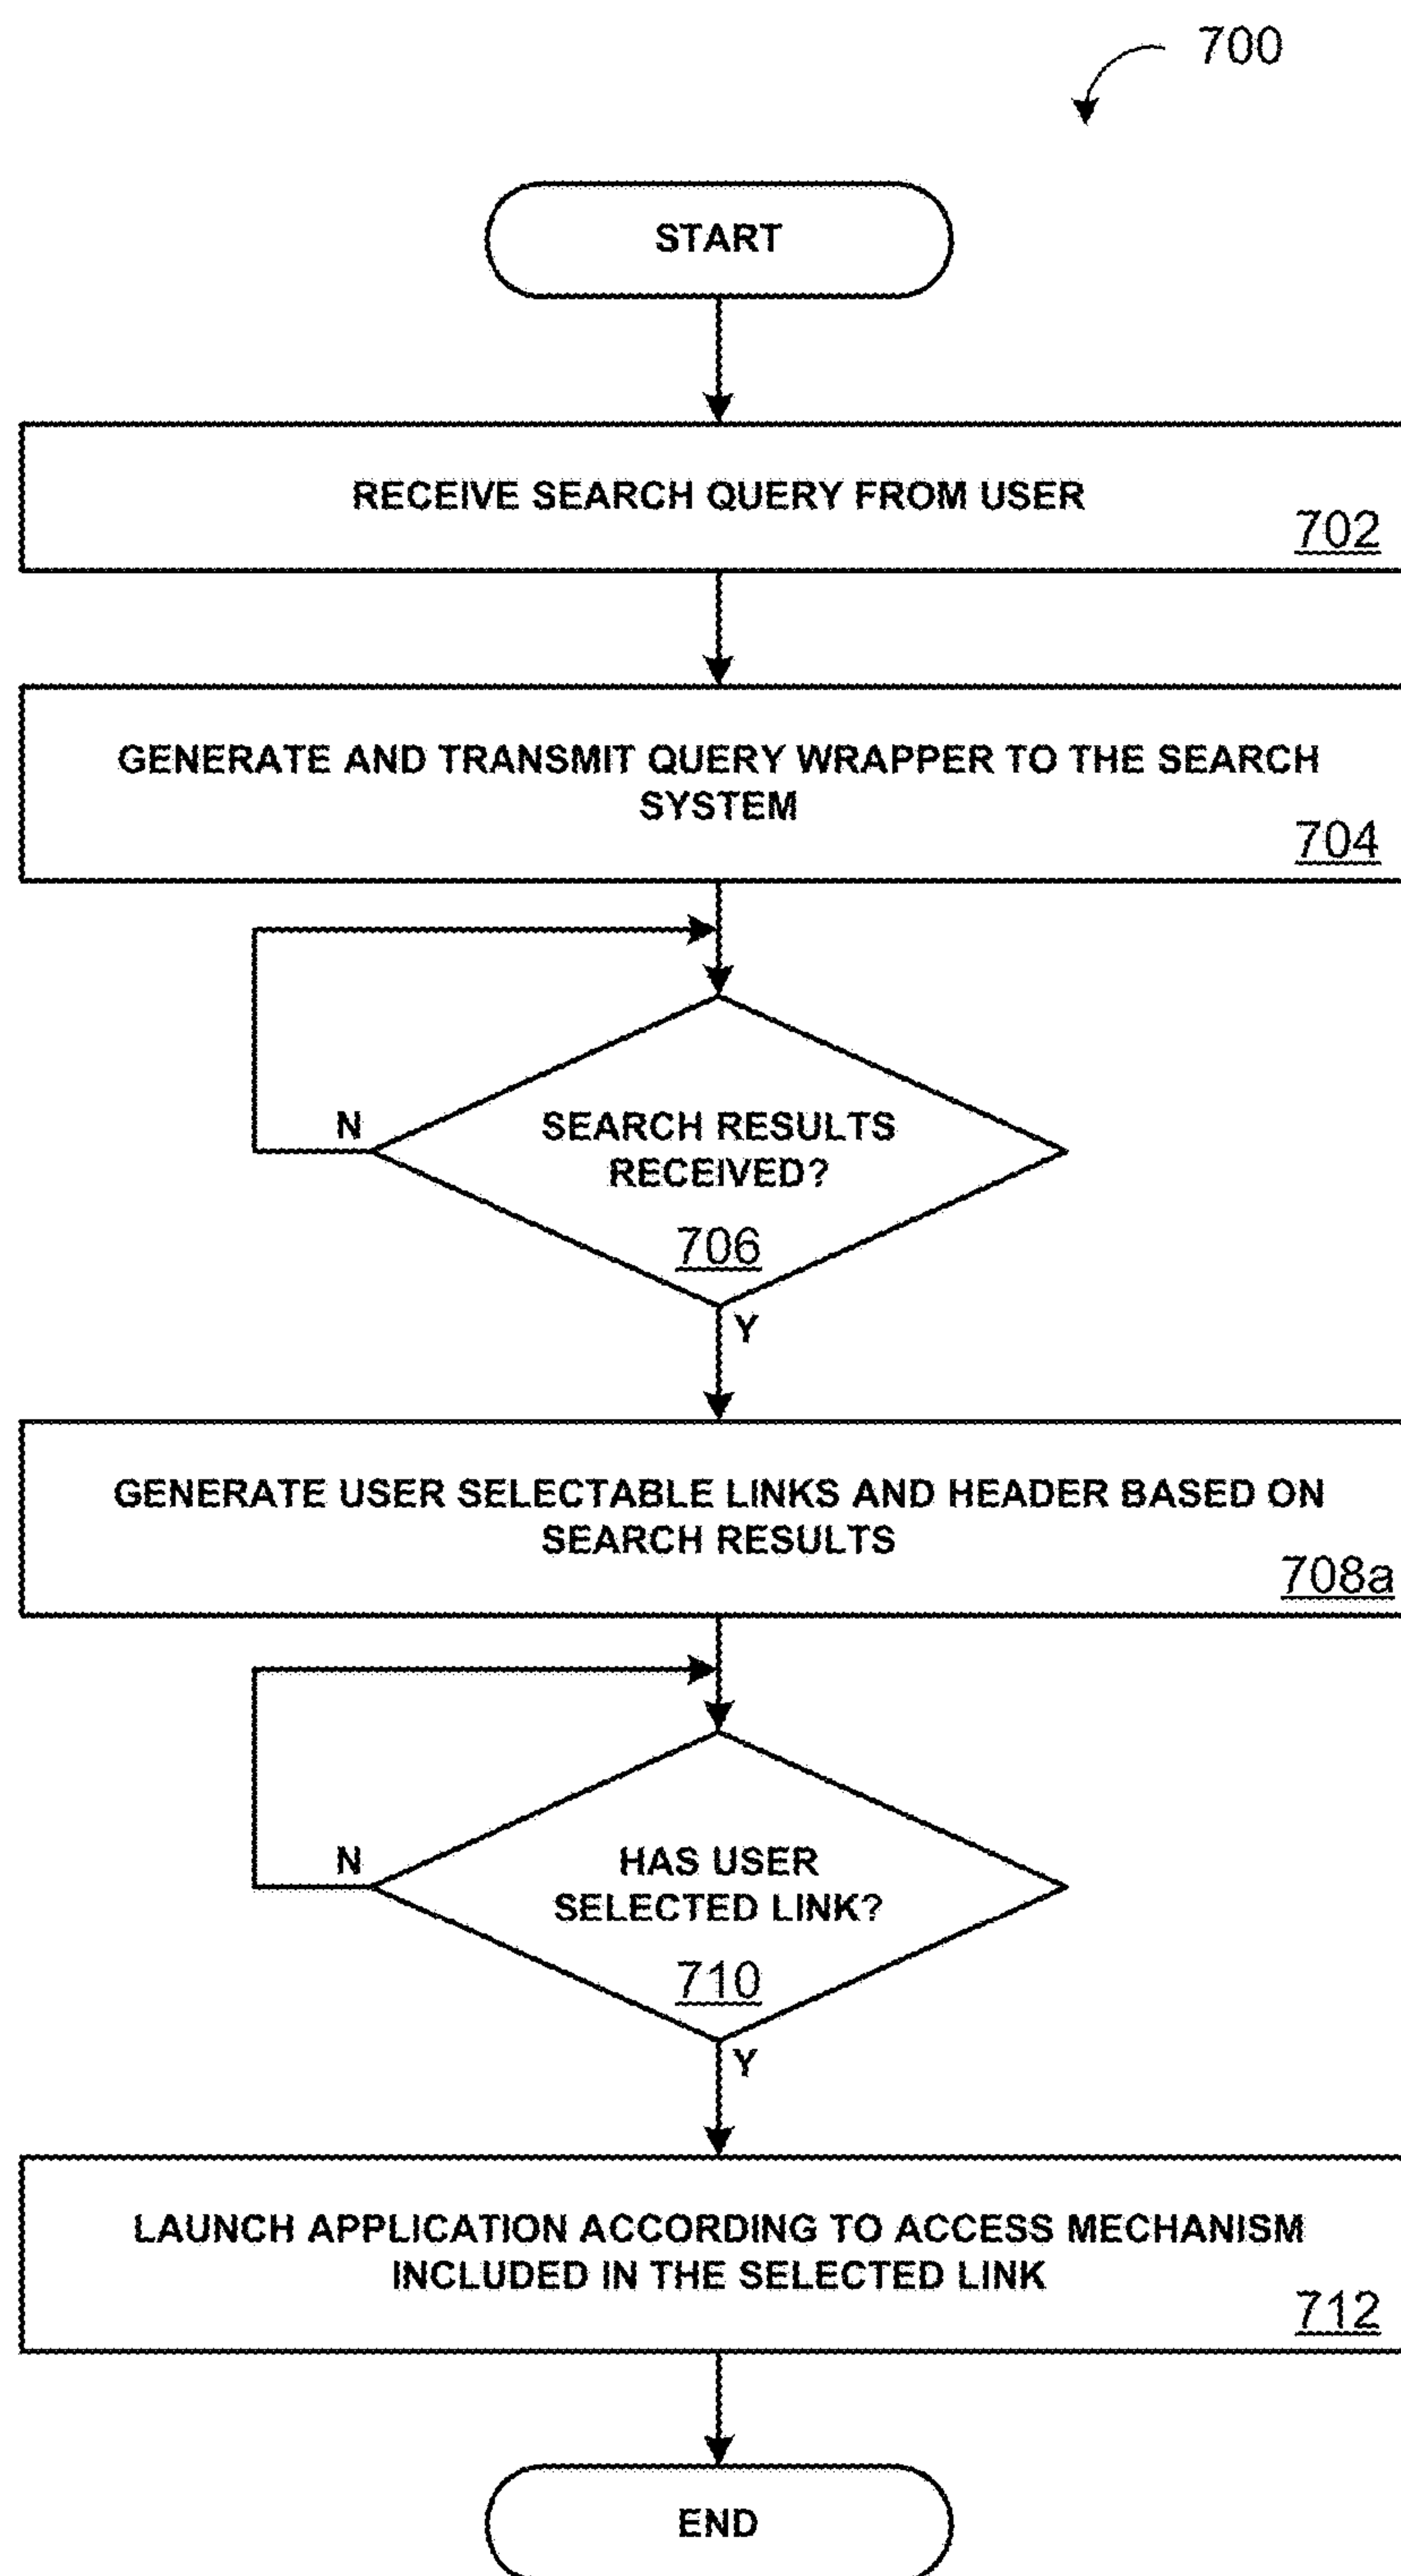 700
START
RECEIVE SEARCH QUERY FROM USER
702
GENERATE AND TRANSMIT QUERY WRAPPER TO THE SEARCH
SYSTEM
704
N
SEARCH RESULTS
RECEIVED?
706
Y
GENERATE USER SELECTABLE LINKS AND HEADER BASED ON
SEARCH RESULTS
708a
N
HAS USER
SELECTED LINK?
710
Y
LAUNCH APPLICATION ACCORDING TO ACCESS MECHANISM
INCLUDED IN THE SELECTED LINK
712
END